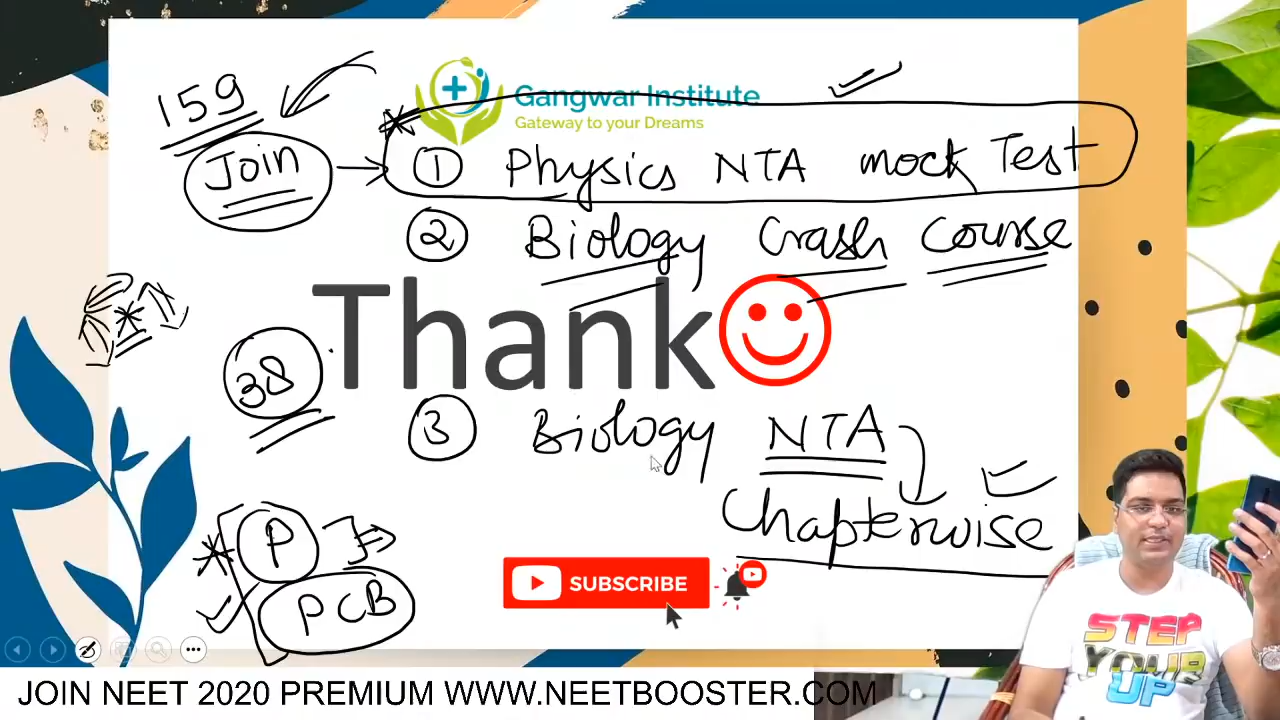 159
Gangwar Institute
Gateway to your Dreams
Join
1 Physics NTA mock Test
2 Biology Crash Course
Thank
38
3 Biology NTA
Chapterwise
P
PCB
SUBSCRIBE
STEP
YOUR
UP
JOIN NEET 2020 PREMIUM WWW.NEETBOOSTER.COM